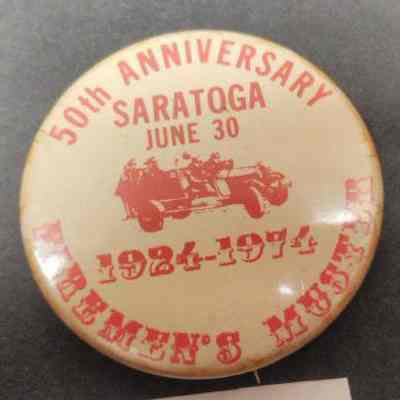 50th ANNIVERSARY
SARATOGA
JUNE 30
1924-1974
FIREMEN'S MUSTER